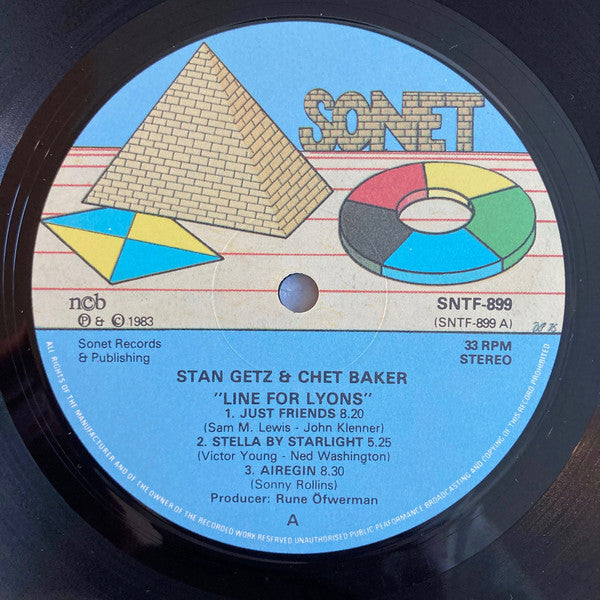 SONET
ncb
Ⓟ & © 1983
Sonet Records
& Publishing
SNTF-899
(SNTF-899 A)
33 RPM
STEREO
STAN GETZ & CHET BAKER
"LINE FOR LYONS"
1. JUST FRIENDS 8.20
(Sam M. Lewis - John Klenner)
2. STELLA BY STARLIGHT 5.25
(Victor Young - Ned Washington)
3. AIREGIN 8.30
(Sonny Rollins)
Producer: Rune Öfwerman
A
ALL RIGHTS OF THE MANUFACTURER AND OF THE OWNER OF THE RECORDED WORK RESERVED UNAUTHORISED PUBLIC PERFORMANCE BROADCASTING AND COPYING OF THIS RECORD PROHIBITED